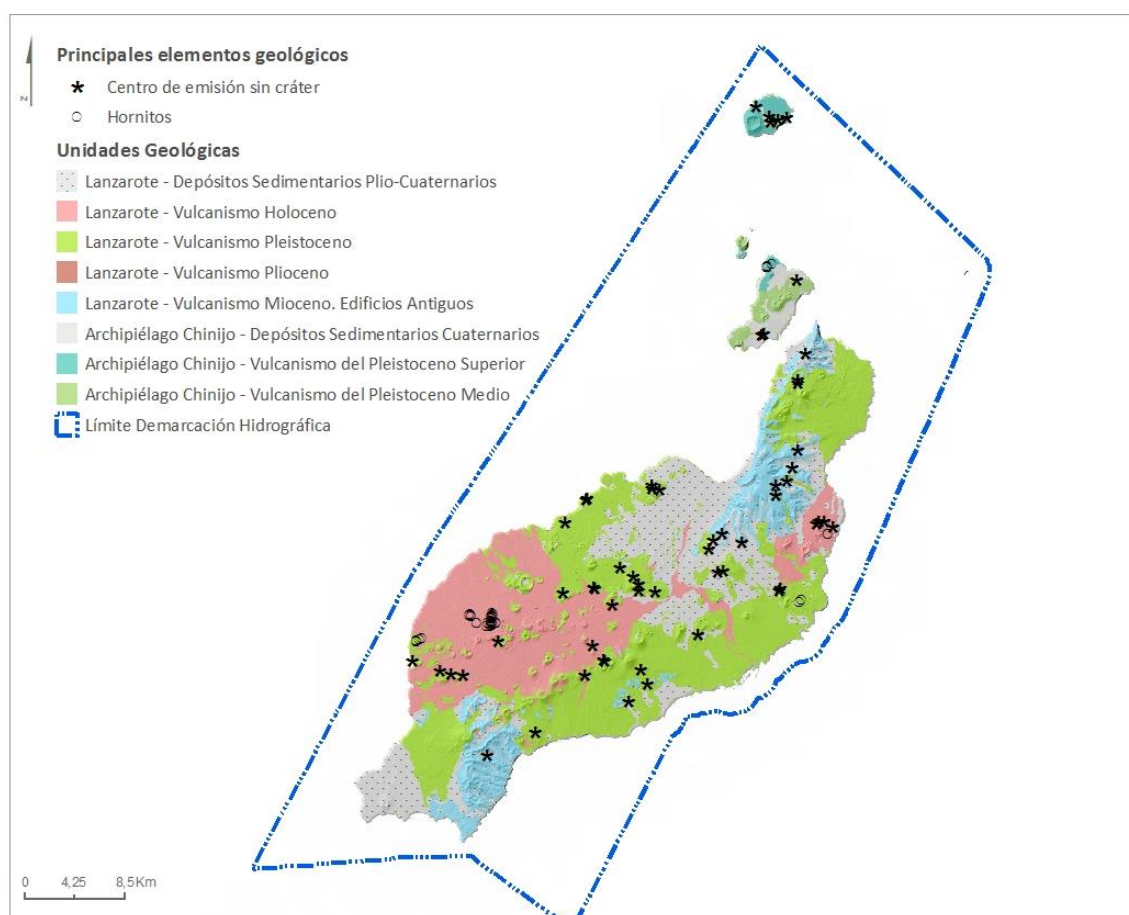 Principales elementos geológicos
Centro de emisión sin cráter
Hornitos
Unidades Geológicas
Lanzarote - Depósitos Sedimentarios Plio-Cuaternarios
Lanzarote - Vulcanismo Holoceno
Lanzarote - Vulcanismo Pleistoceno
Lanzarote - Vulcanismo Plioceno
Lanzarote - Vulcanismo Mioceno. Edificios Antiguos
Archipiélago Chinijo - Depósitos Sedimentarios Cuaternarios
Archipiélago Chinijo - Vulcanismo del Pleistoceno Superior
Archipiélago Chinijo - Vulcanismo del Pleistoceno Medio
Límite Demarcación Hidrográfica
N
0 4,25 8,5Km